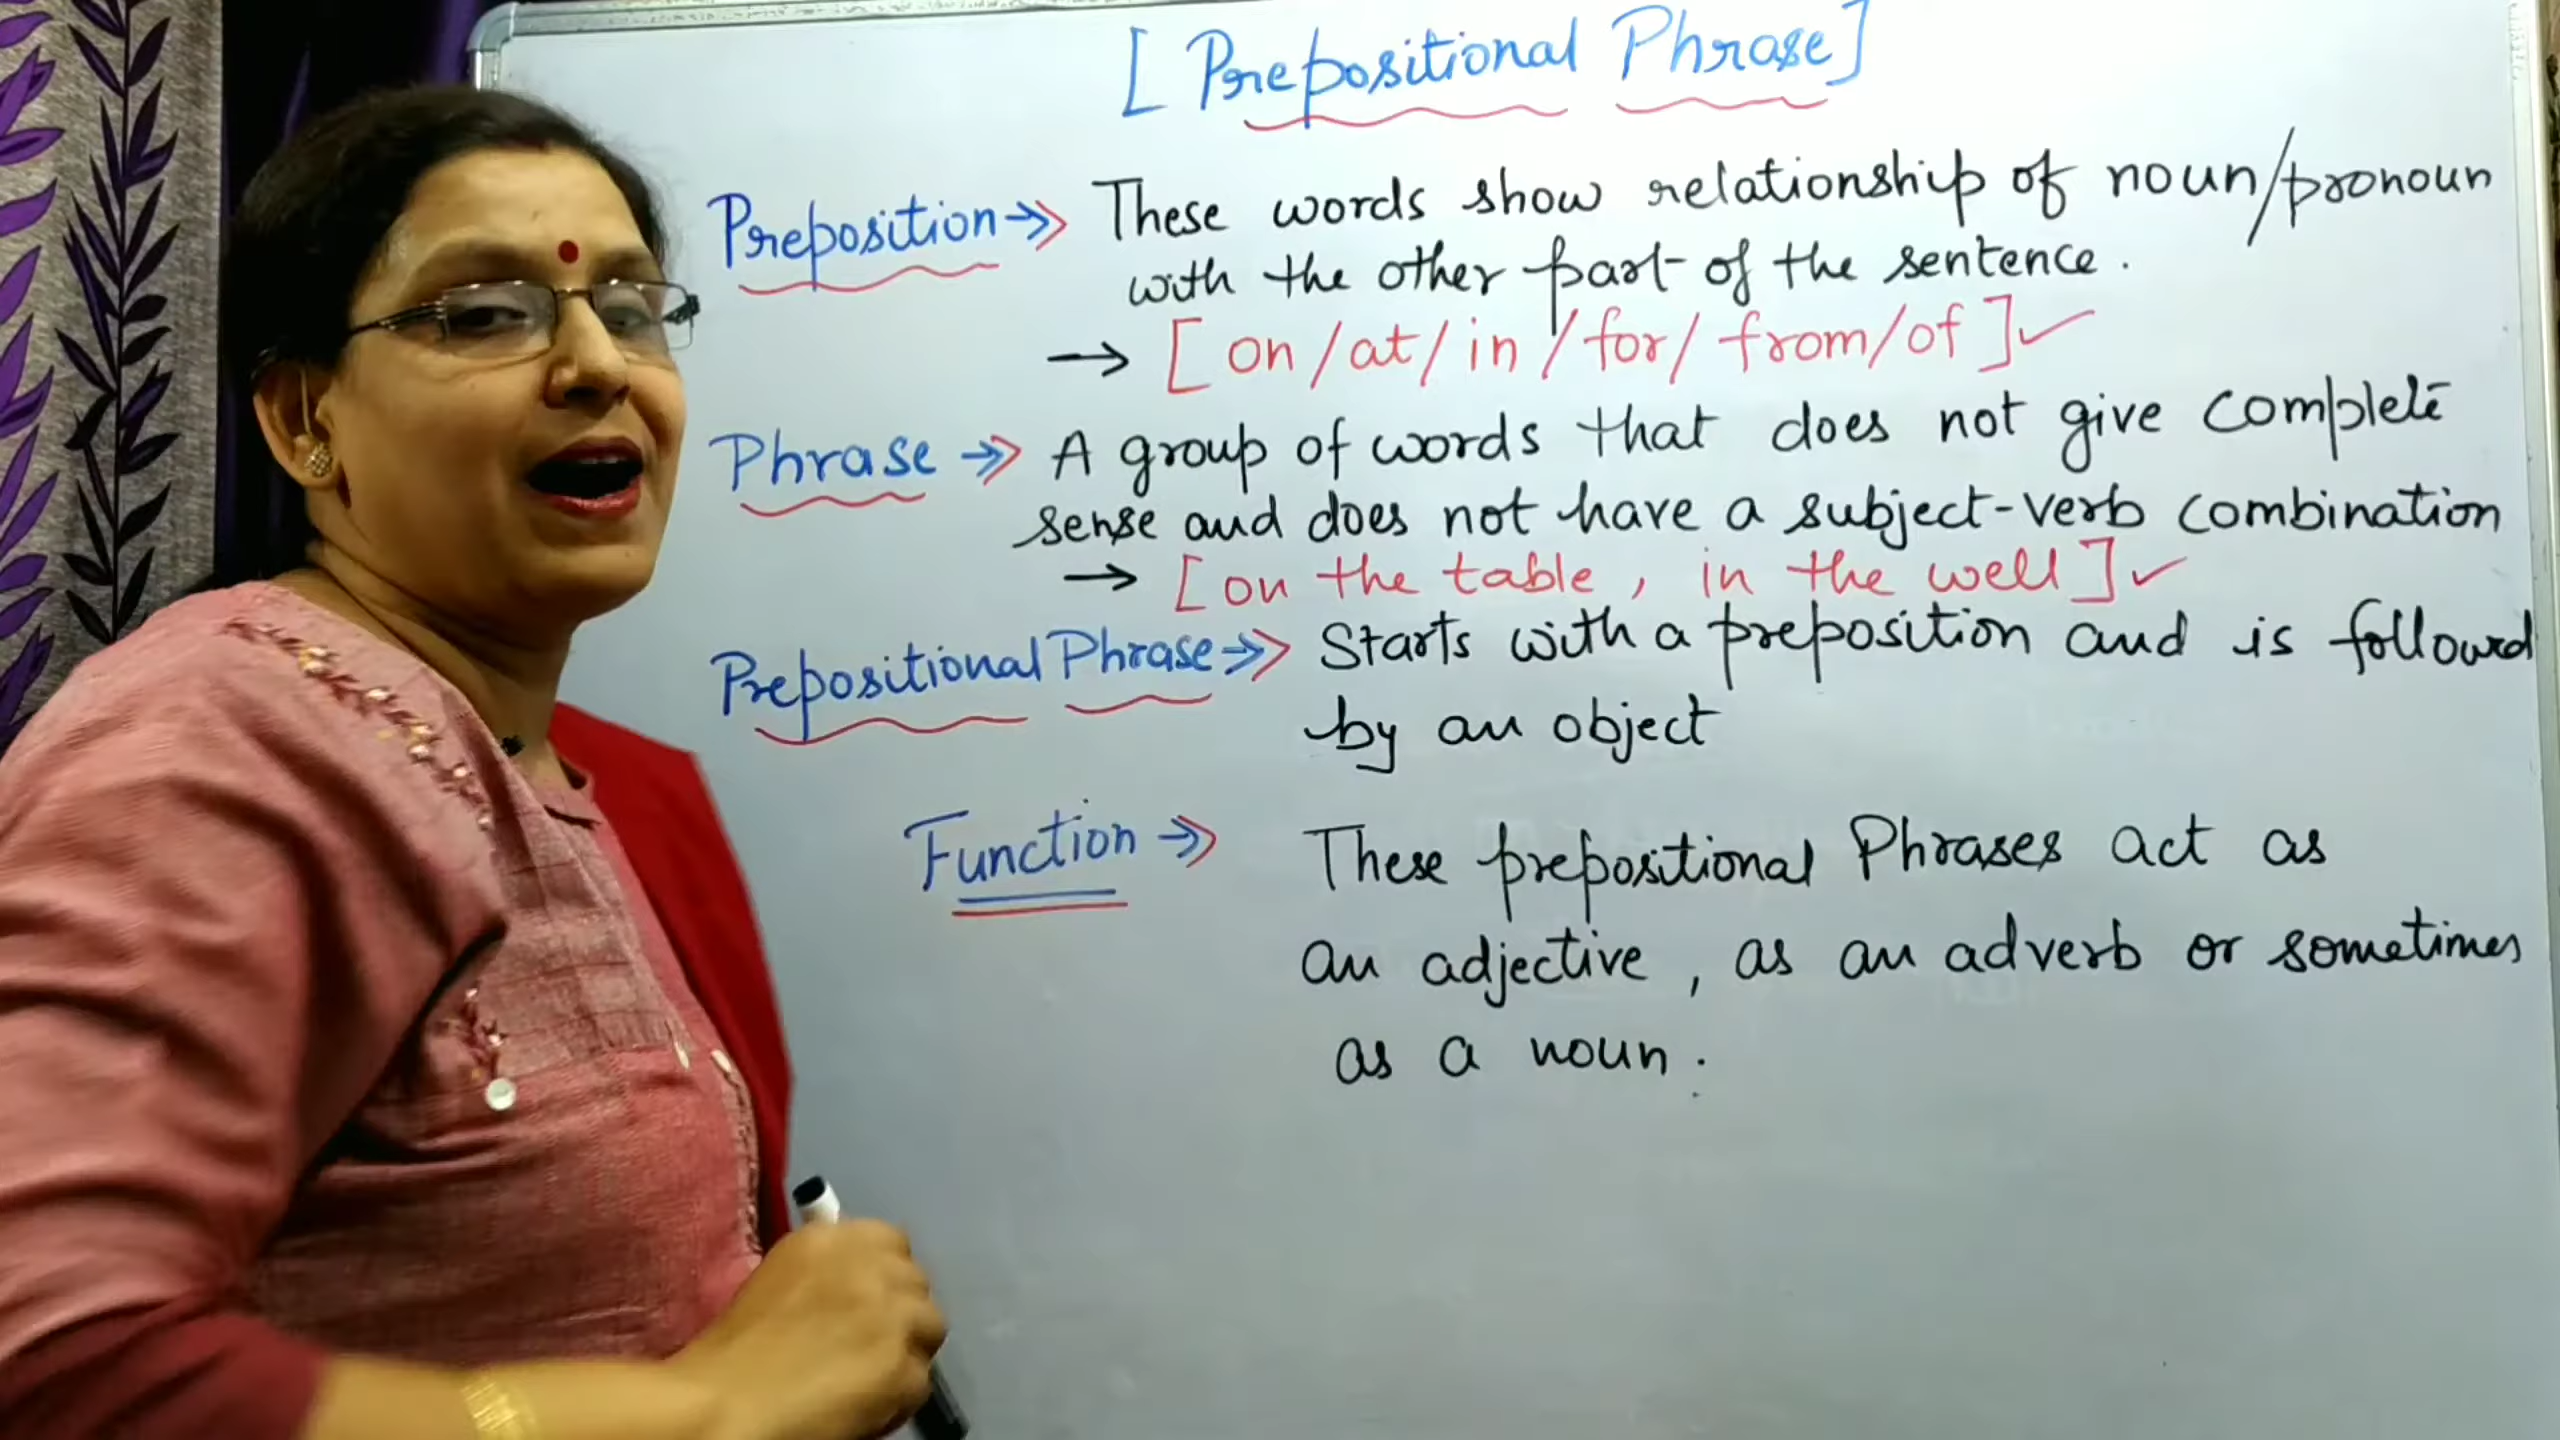 [Prepositional Phrase]
Preposition →> These words show relationship of noun/pronoun
with the other part of the sentence.
→ [on/at/in/for/from/of] ✓
Phrase →> A group of words that does not give complete
sense and does not have a subject-verb combination
→ [on the table, in the well] ✓
Prepositional Phrase →> Starts with a preposition and is followed
by an object
Function →> These prepositional Phrases act as
an adjective, as an adverb or sometimes
as a noun.